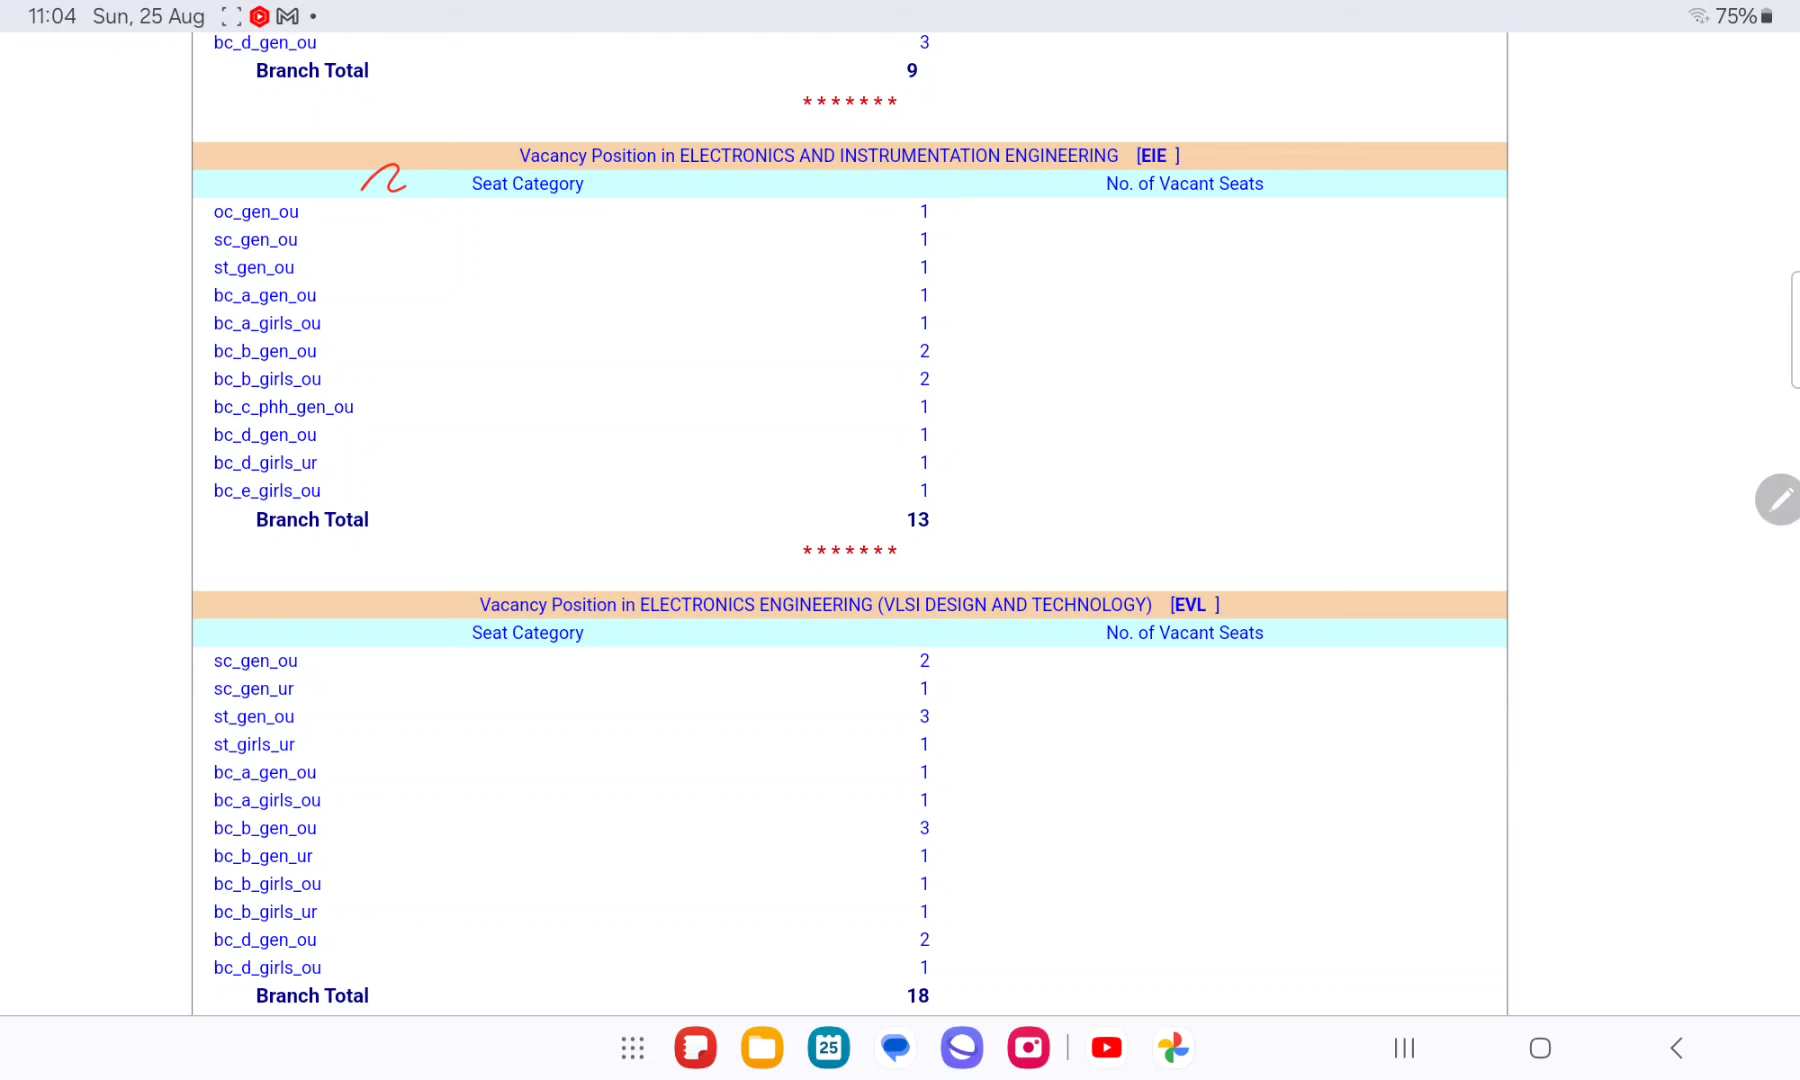 11:04 Sun, 25 Aug 75%
bc_d_gen_ou 3
Branch Total 9
*******
Vacancy Position in ELECTRONICS AND INSTRUMENTATION ENGINEERING [EIE ]
Seat Category No. of Vacant Seats
oc_gen_ou 1
sc_gen_ou 1
st_gen_ou 1
bc_a_gen_ou 1
bc_a_girls_ou 1
bc_b_gen_ou 2
bc_b_girls_ou 2
bc_c_phh_gen_ou 1
bc_d_gen_ou 1
bc_d_girls_ur 1
bc_e_girls_ou 1
Branch Total 13
*******
Vacancy Position in ELECTRONICS ENGINEERING (VLSI DESIGN AND TECHNOLOGY) [EVL ]
Seat Category No. of Vacant Seats
sc_gen_ou 2
sc_gen_ur 1
st_gen_ou 3
st_girls_ur 1
bc_a_gen_ou 1
bc_a_girls_ou 1
bc_b_gen_ou 3
bc_b_gen_ur 1
bc_b_girls_ou 1
bc_b_girls_ur 1
bc_d_gen_ou 2
bc_d_girls_ou 1
Branch Total 18
25